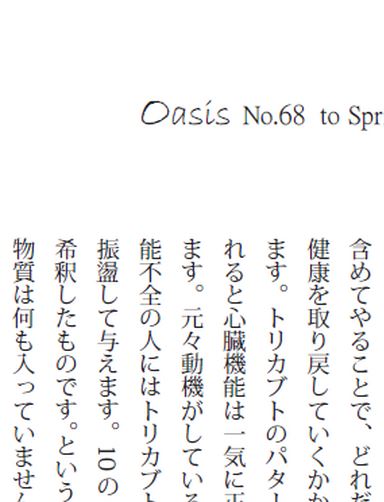 Oasis No.68 to Spr
含めてやることで、どれだ
健康を取り戻していくかか
ます。トリカブトのパター
れると心臓機能は一気に正
ます。元々動機がしている
能不全の人にはトリカブト
振盪して与えます。10の
希釈したものです。という
物質は何も入っていません